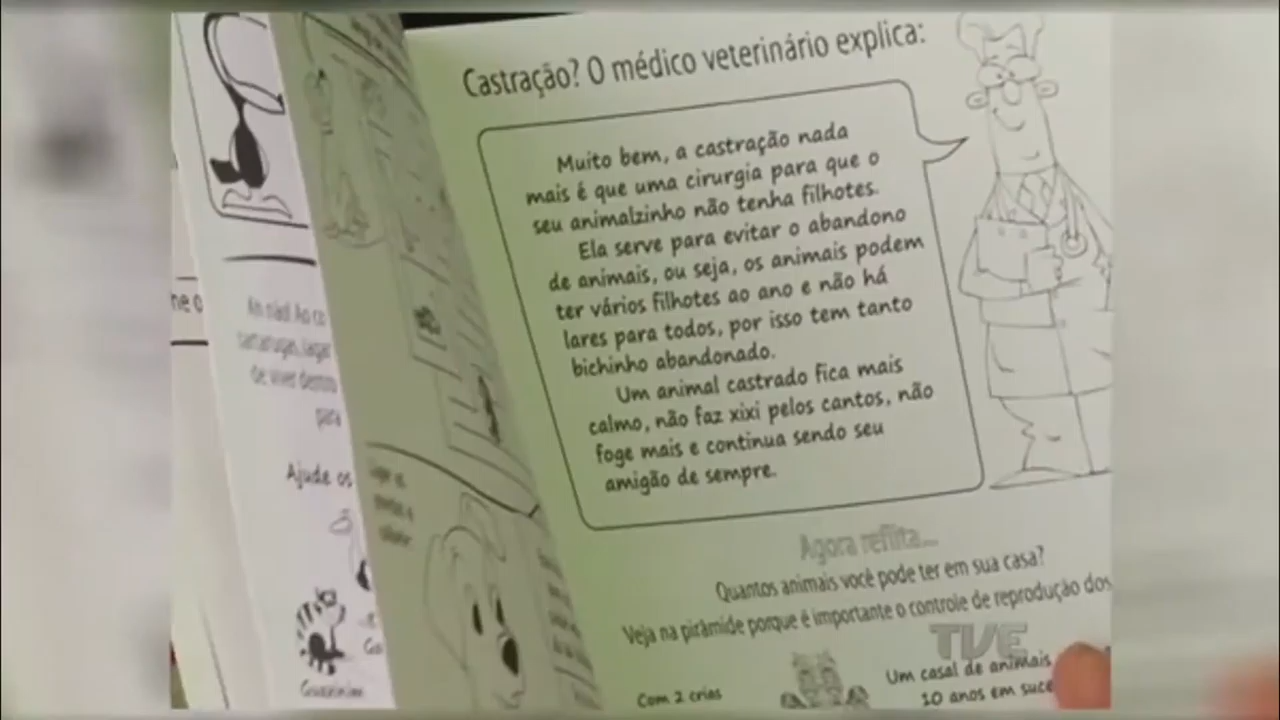 Castração? O médico veterinário explica:
Muito bem, a castração nada
mais é que uma cirurgia para que o
seu animalzinho não tenha filhotes.
Ela serve para evitar o abandono
de animais, ou seja, os animais podem
ter vários filhotes ao ano e não há
lares para todos, por isso tem tanto
bichinho abandonado.
Um animal castrado fica mais
calmo, não faz xixi pelos cantos, não
foge mais e continua sendo seu
amigão de sempre.
Agora reflita...
Quantos animais você pode ter em sua casa?
Veja na pirâmide porque é importante o controle de reprodução dos
TVE
Com 2 crias
Um casal de animais
10 anos em suce
Ajude os